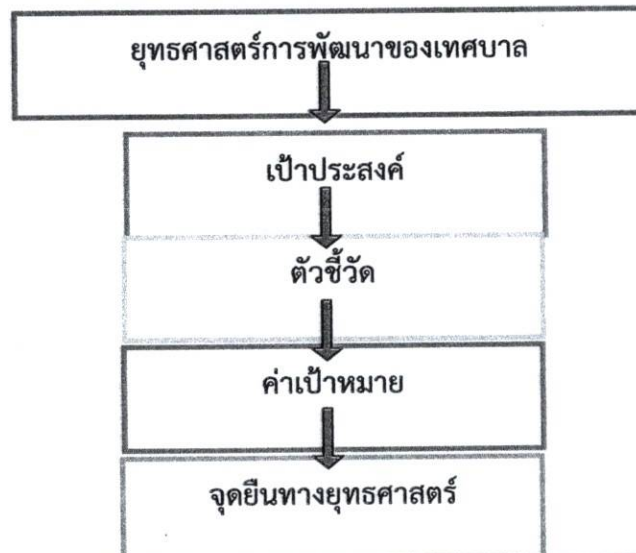 ยุทธศาสตร์การพัฒนาของเทศบาล
เป้าประสงค์
ตัวชี้วัด
ค่าเป้าหมาย
จุดยืนทางยุทธศาสตร์